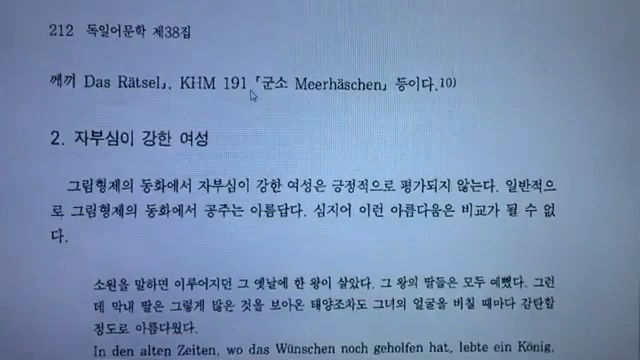 212 독일어문학 제38집
께끼 Das Rätsel」, KHM 191 「군소 Meerhäschen」 등이다.10)
2. 자부심이 강한 여성
그림형제의 동화에서 자부심이 강한 여성은 긍정적으로 평가되지 않는다. 일반적으
로 그림형제의 동화에서 공주는 아름답다. 심지어 이런 아름다움은 비교가 될 수 없
다.
소원을 말하면 이루어지던 그 옛날에 한 왕이 살았다. 그 왕의 딸들은 모두 예뻤다. 그런
데 막내 딸은 그렇게 많은 것을 보아온 태양조차도 그녀의 얼굴을 비칠 때마다 감탄할
정도로 아름다웠다.
In den alten Zeiten, wo das Wünschen noch geholfen hat, lebte ein König,